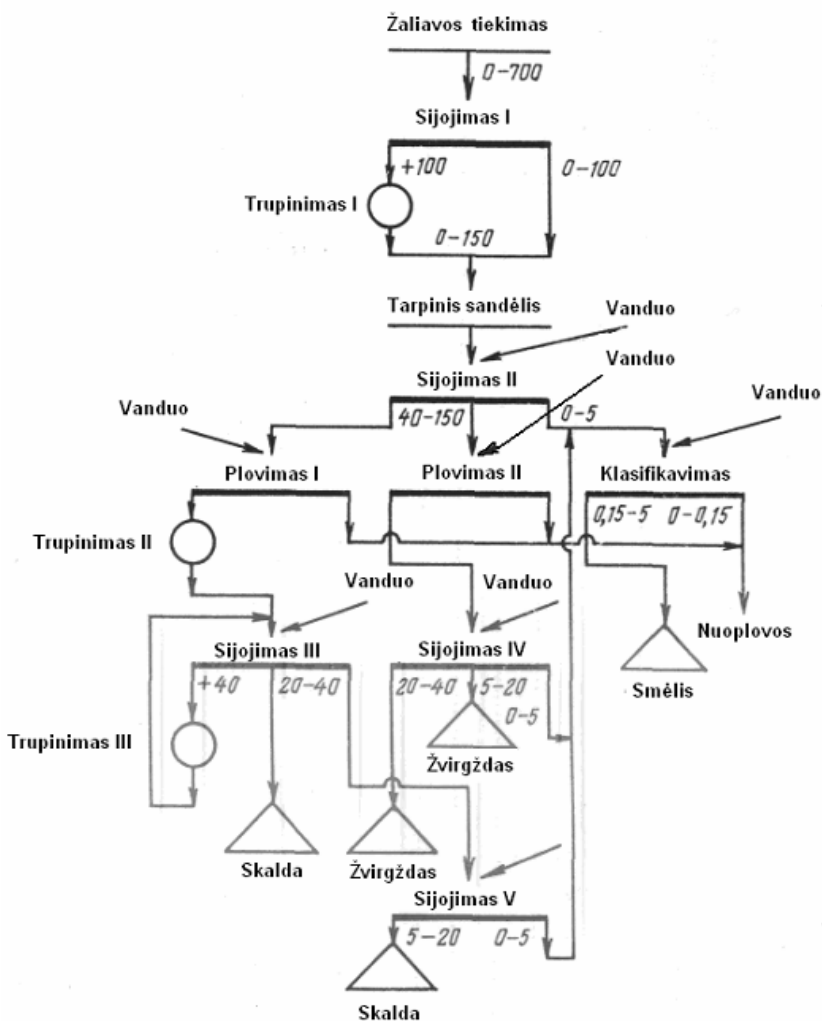 Žaliavos tiekimas
0-700
Sijojimas I
+100
0-100
Trupinimas I
0-150
Tarpinis sandėlis
Vanduo
Vanduo
Sijojimas II
Vanduo
Vanduo
40-150
0-5
Plovimas I
Plovimas II
Klasifikavimas
0,15-5
0-0,15
Trupinimas II
Vanduo
Vanduo
Nuoplovos
Sijojimas III
Sijojimas IV
Smėlis
+40
20-40
20-40
5-20
0-5
Trupinimas III
Žvirgždas
Skalda
Žvirgždas
Sijojimas V
5-20
0-5
Skalda